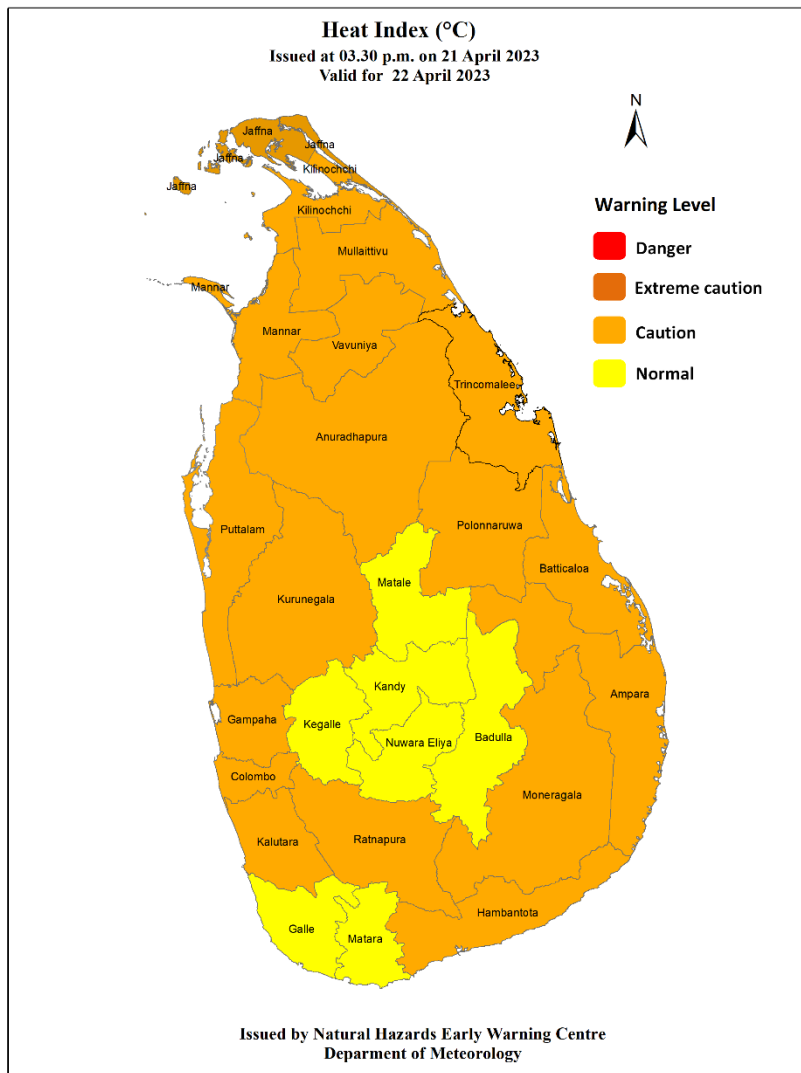 Heat Index (°C)
Issued at 03.30 p.m. on 21 April 2023
Valid for 22 April 2023
N
Jaffna
Jaffna
Jaffna
Kilinochchi
Jaffna
Kilinochchi
Mullaittivu
Mannar
Mannar
Vavuniya
Trincomalee
Anuradhapura
Puttalam
Polonnaruwa
Batticaloa
Matale
Kurunegala
Kandy
Ampara
Gampaha
Kegalle
Nuwara Eliya
Badulla
Colombo
Moneragala
Kalutara
Ratnapura
Hambantota
Galle
Matara
Warning Level
Danger
Extreme caution
Caution
Normal
Issued by Natural Hazards Early Warning Centre
Deparment of Meteorology